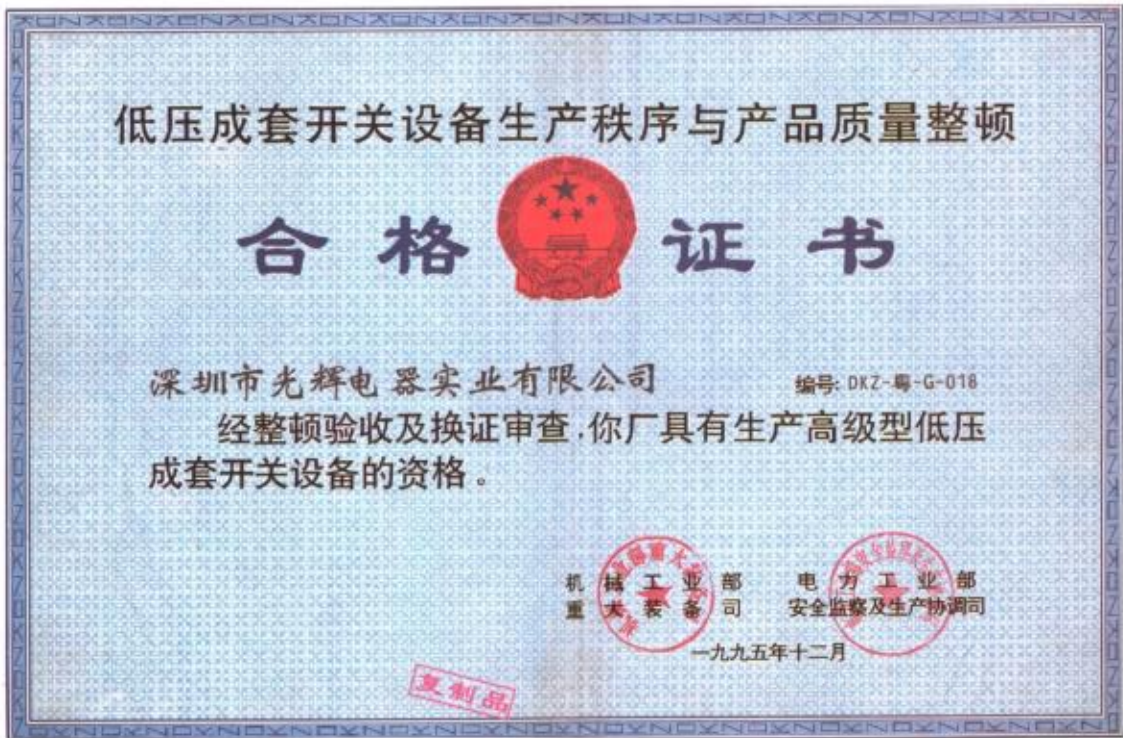 低压成套开关设备生产秩序与产品质量整顿
合格证书
深圳市光辉电器实业有限公司
编号: DKZ-粤-G-018
经整顿验收及换证审查,你厂具有生产高级型低压
成套开关设备的资格。
机械工业部 电力工业部
重大装备司 安全监察及生产协调司
一九九五年十二月
复制品